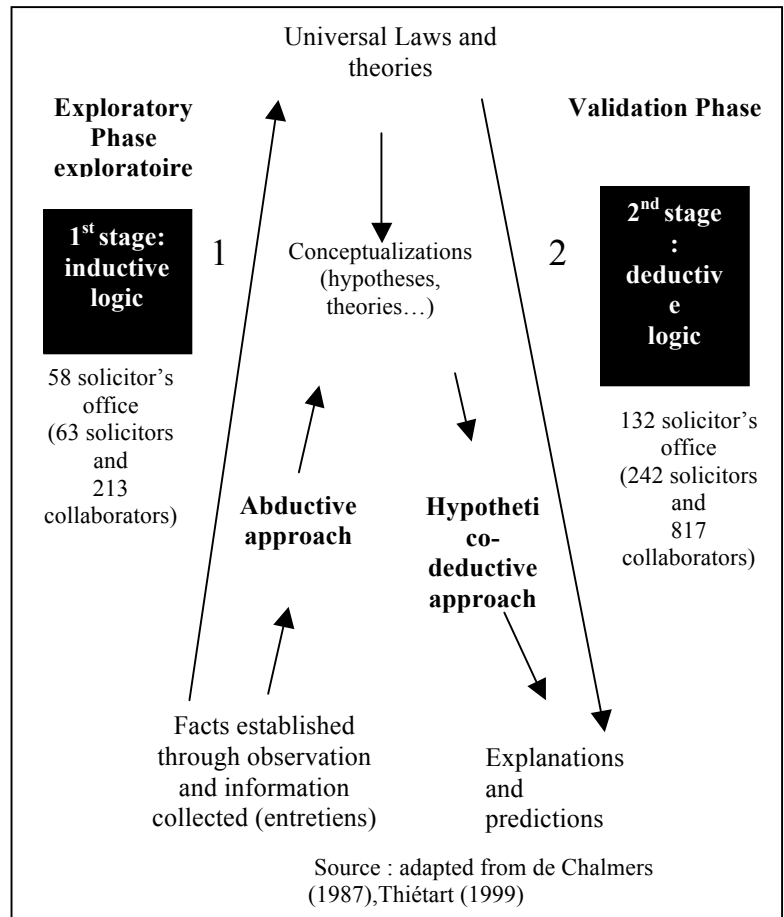 Universal Laws and
theories
Exploratory
Phase
exploratoire
Validation Phase
1st stage:
inductive
logic
1
Conceptualizations
(hypotheses,
theories…)
2
2nd stage
:
deductiv
e
logic
58 solicitor's
office
(63 solicitors
and
213
collaborators)
132 solicitor's
office
(242 solicitors
and
817
collaborators)
Abductive
approach
Hypotheti
co-
deductive
approach
Facts established
through observation
and information
collected (entretiens)
Explanations
and
predictions
Source : adapted from de Chalmers
(1987),Thiétart (1999)